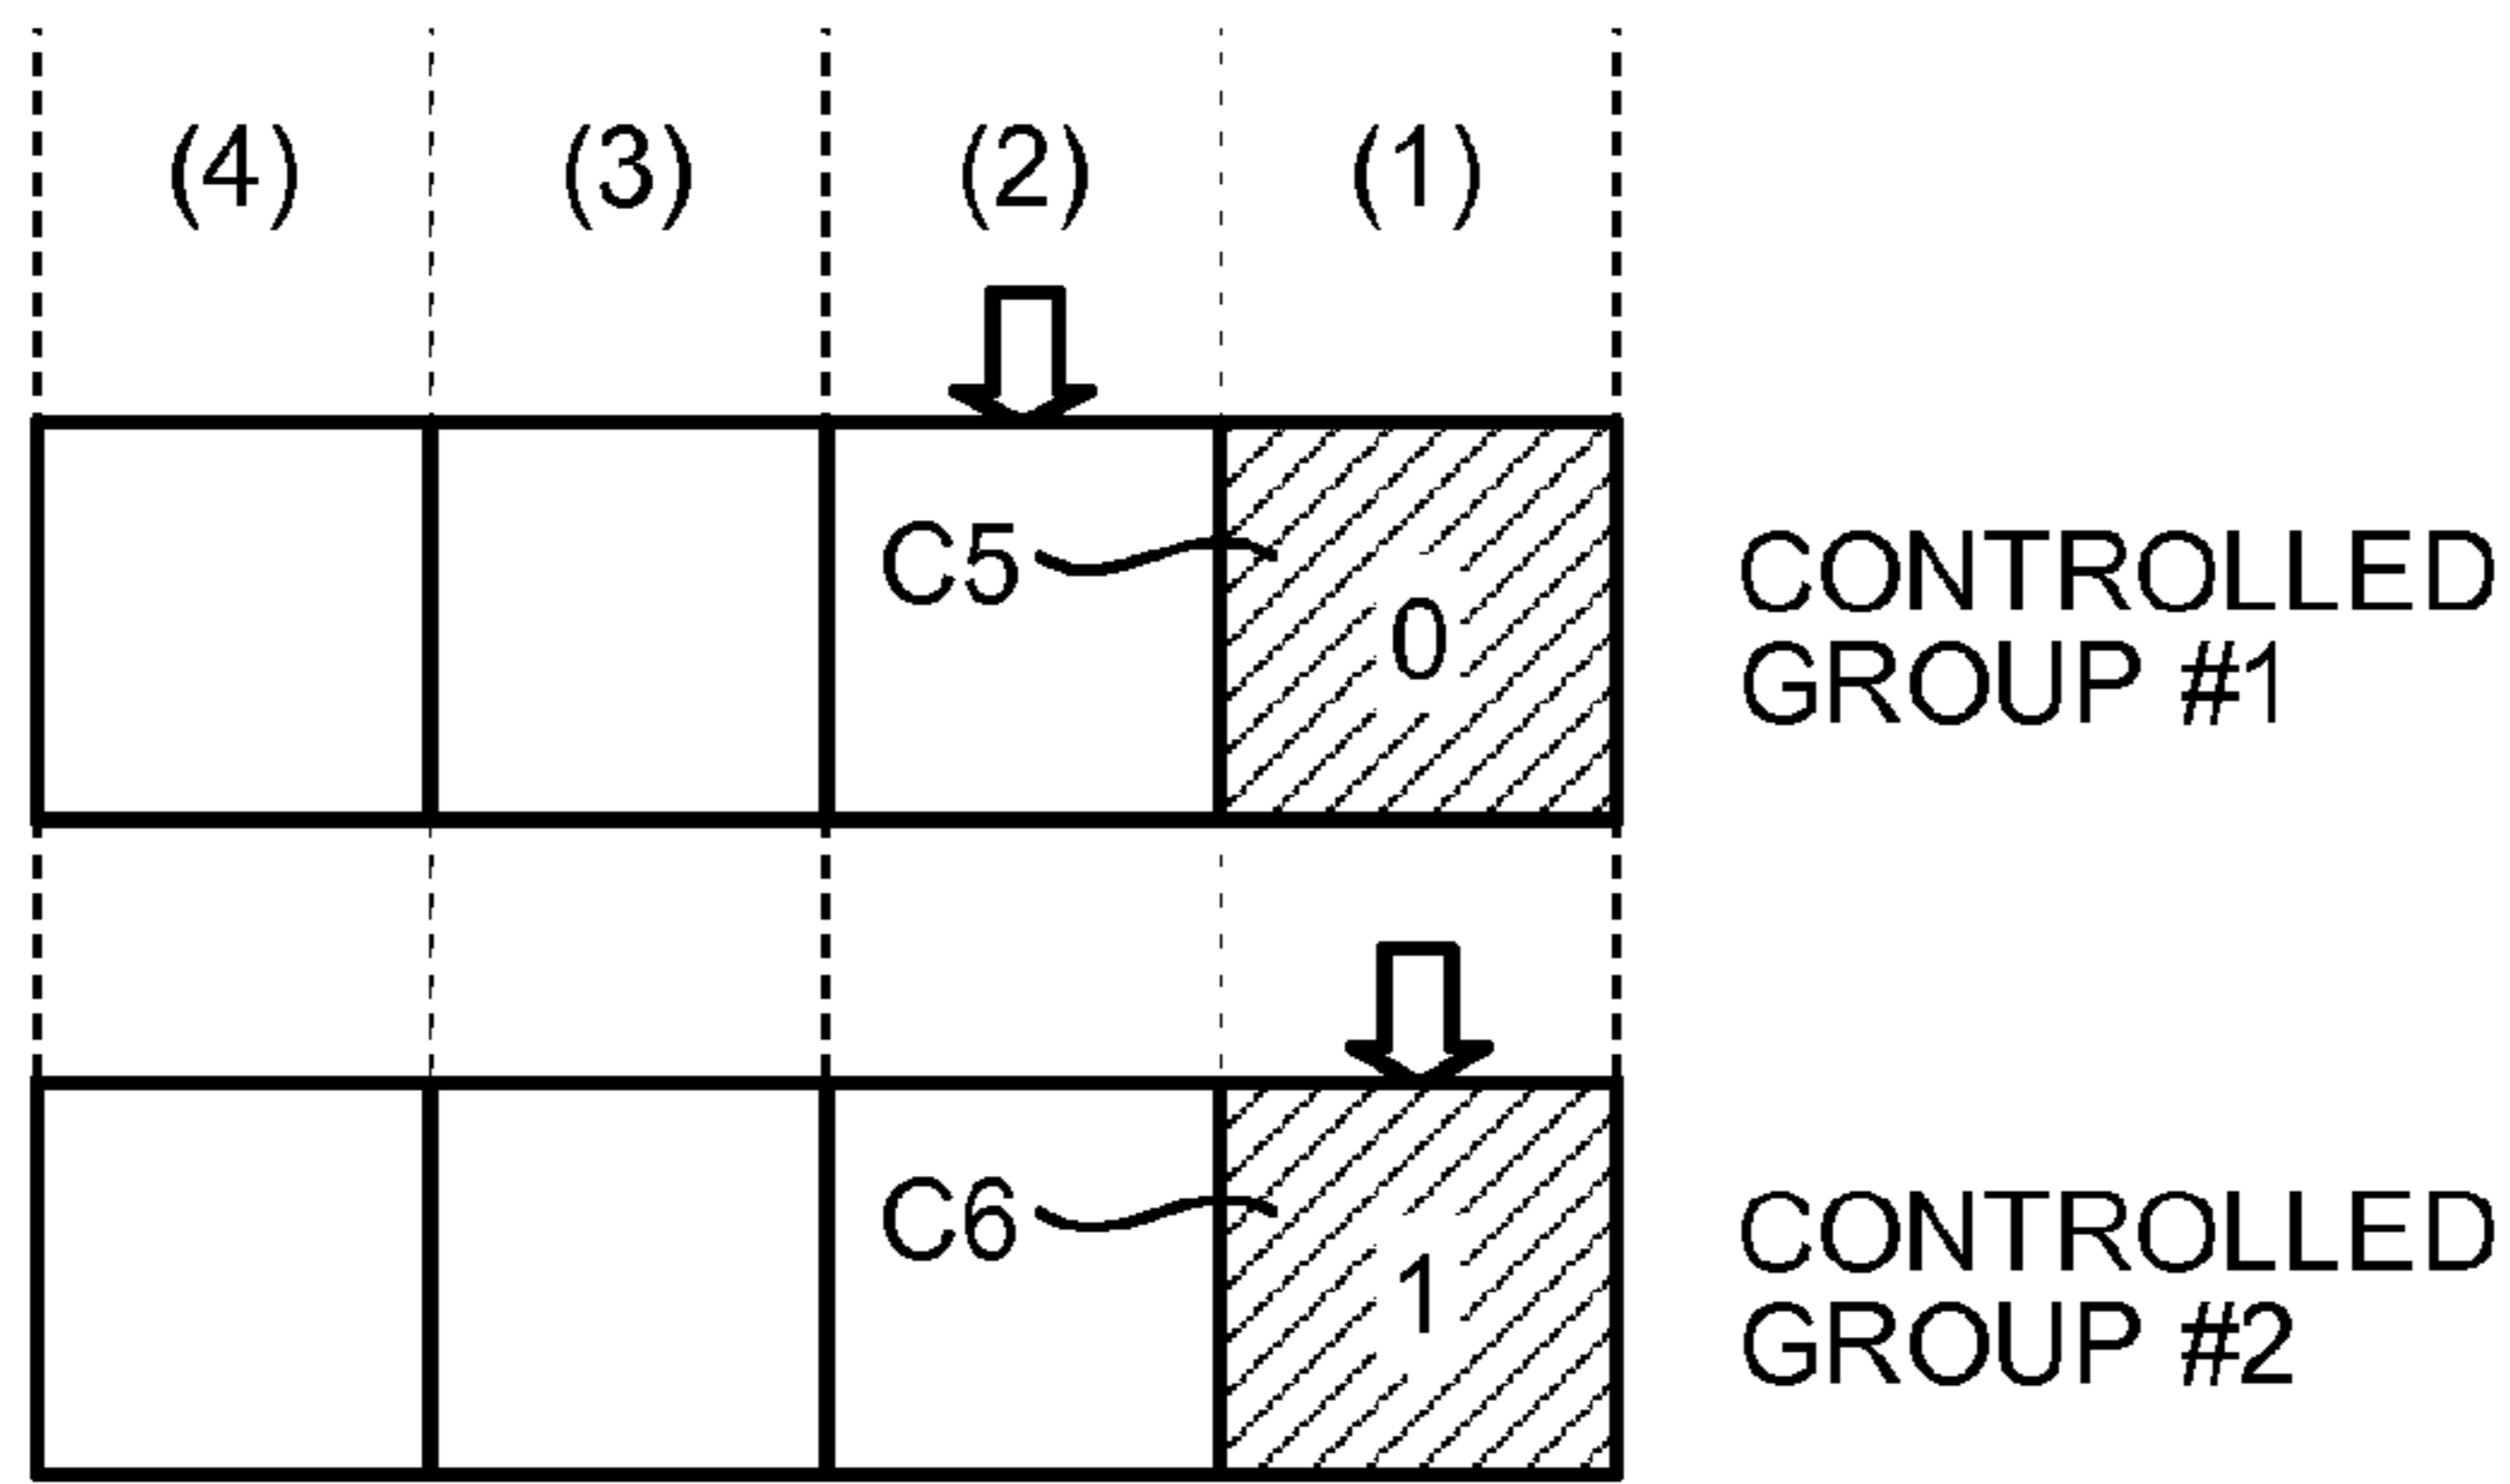 (4) (3) (2) (1)
C5
0
CONTROLLED
GROUP #1
C6
1
CONTROLLED
GROUP #2